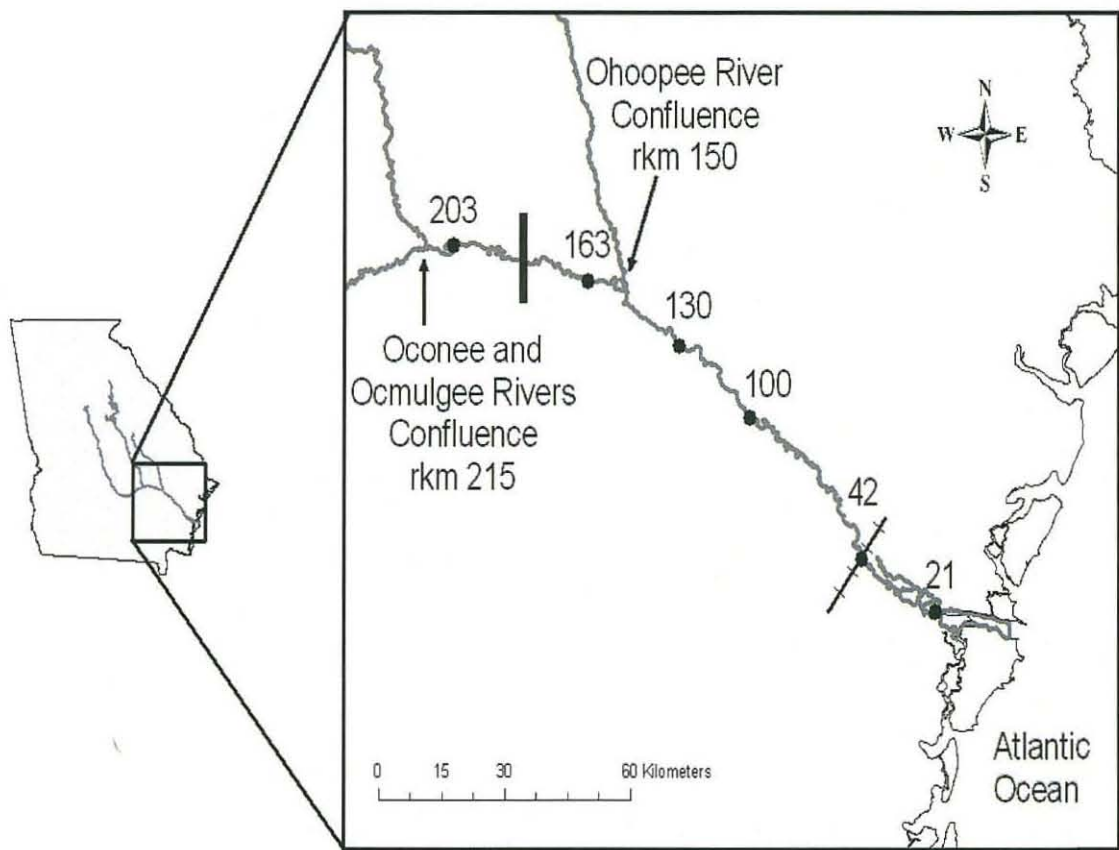 Ohoopee River
Confluence
rkm 150
N
W E
S
203
163
130
Oconee and
Ocmulgee Rivers
Confluence
rkm 215
100
42
21
0 15 30 60 Kilometers
Atlantic
Ocean